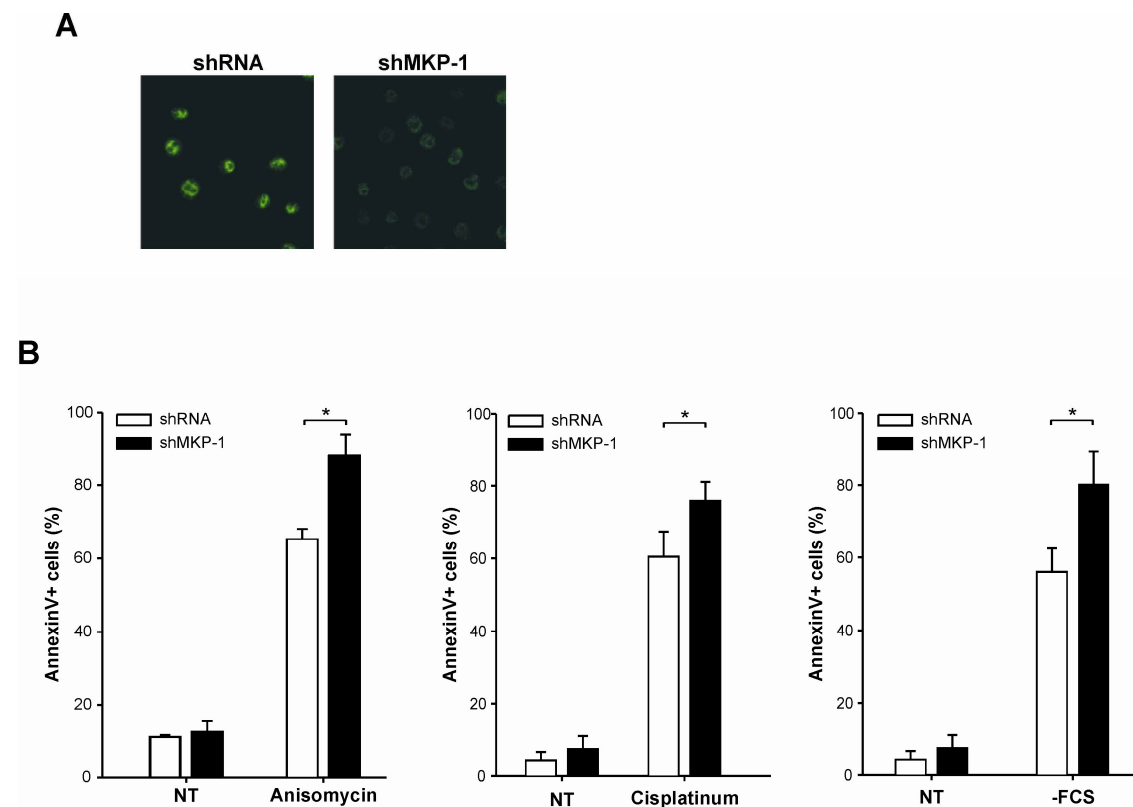 A
shRNA shMKP-1
B
AnnexinV+ cells (%)
100
80
60
40
20
0
shRNA
shMKP-1
*
NT Anisomycin
AnnexinV+ cells (%)
100
80
60
40
20
0
shRNA
shMKP-1
*
NT Cisplatinum
AnnexinV+ cells (%)
100
80
60
40
20
0
shRNA
shMKP-1
*
NT -FCS